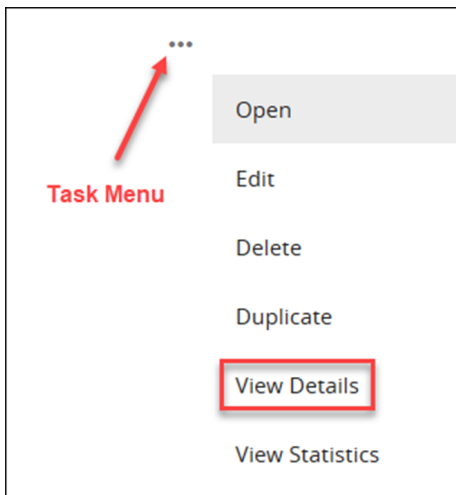 •••
Open
Task Menu
Edit
Delete
Duplicate
View Details
View Statistics